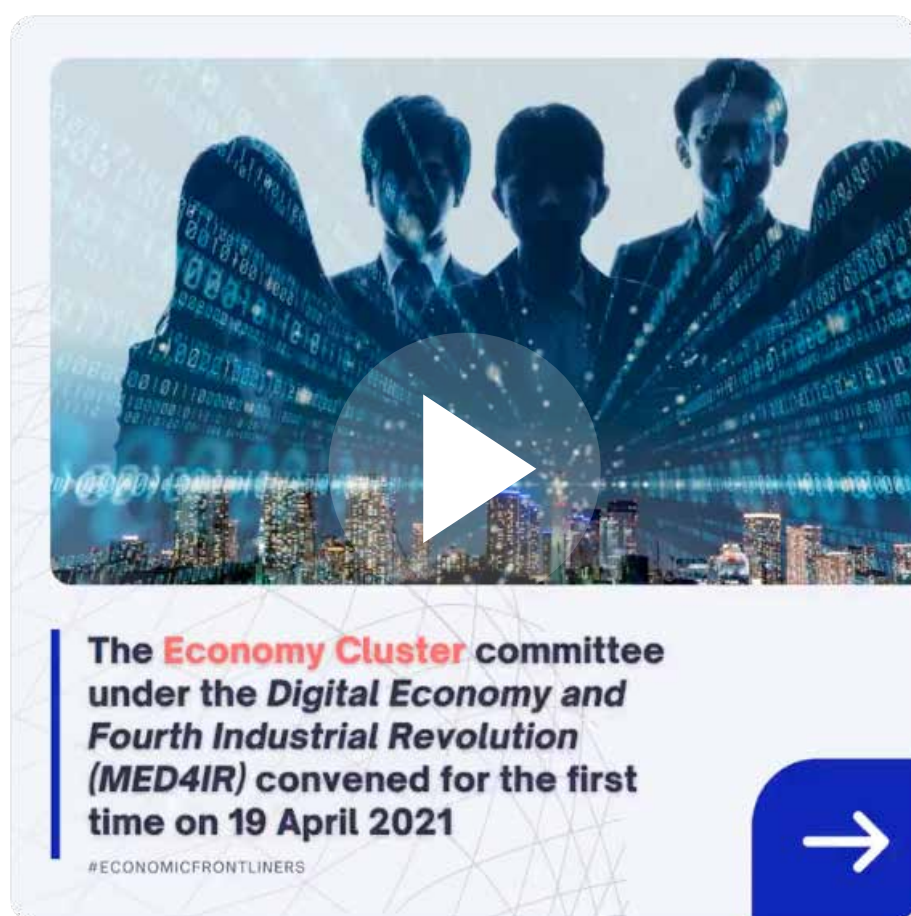 The Economy Cluster committee
under the Digital Economy and
Fourth Industrial Revolution
(MED4IR) convened for the first
time on 19 April 2021
#ECONOMICFRONTLINERS